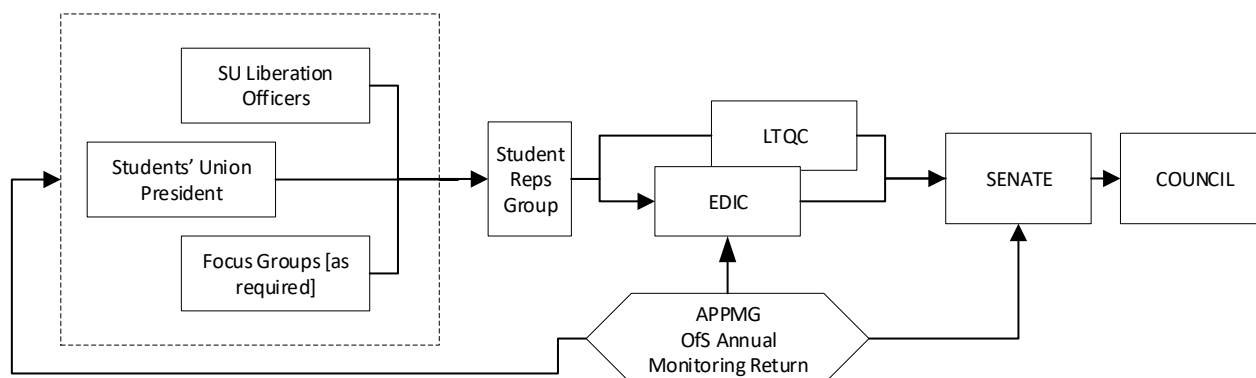 SU Liberation
Officers
Students’ Union
President
Focus Groups [as
required]
Student
Reps
Group
LTQC
EDIC
SENATE
COUNCIL
APPMG
OfS Annual
Monitoring Return